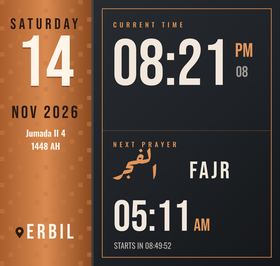 SATURDAY
14
NOV 2026
Jumada II 4
1448 AH
ERBIL
CURRENT TIME
08:21 PM
08
NEXT PRAYER
الفجر
FAJR
05:11 AM
STARTS IN 08:49:52